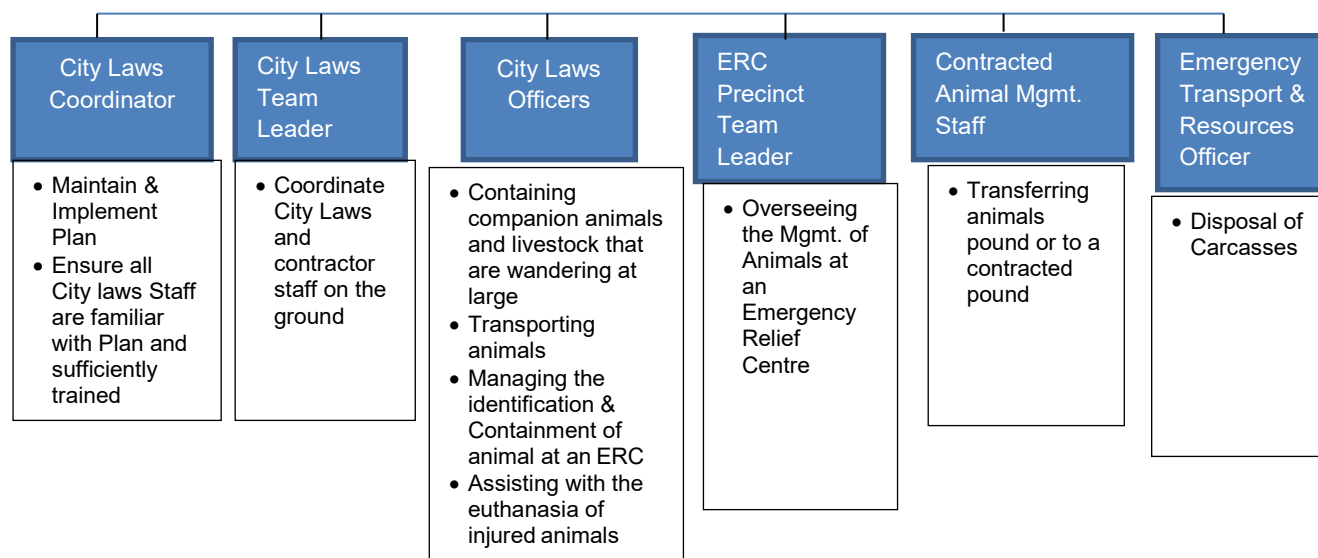 City Laws
Coordinator
• Maintain &
Implement
Plan
• Ensure all
City laws Staff
are familiar
with Plan and
sufficiently
trained
City Laws
Team
Leader
• Coordinate
City Laws
and
contractor
staff on the
ground
City Laws
Officers
• Containing
companion animals
and livestock that
are wandering at
large
• Transporting
animals
• Managing the
identification &
Containment of
animal at an ERC
• Assisting with the
euthanasia of
injured animals
ERC
Precinct
Team
Leader
• Overseeing
the Mgmt. of
Animals at
an
Emergency
Relief
Centre
Contracted
Animal Mgmt.
Staff
• Transferring
animals
pound or to a
contracted
pound
Emergency
Transport &
Resources
Officer
• Disposal of
Carcasses